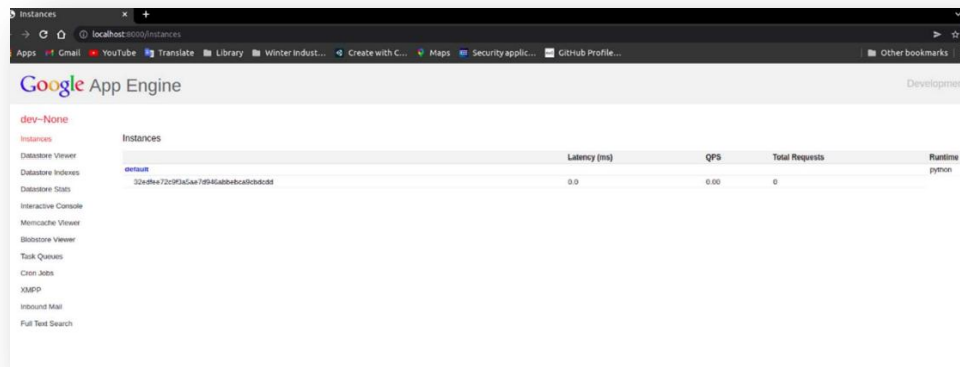 Instances
localhost:8000/instances
Apps Gmail YouTube Translate Library Winter Indust... Create with C... Maps Security applic... GitHub Profile... Other bookmarks
Google App Engine
dev~None
Instances
Datastore Viewer
Datastore Indexes
Datastore Stats
Interactive Console
Memcache Viewer
Blobstore Viewer
Task Queues
Cron Jobs
XMPP
Inbound Mail
Full Text Search
Instances
Latency (ms) QPS Total Requests Runtime
default python
0.0 0.00 0